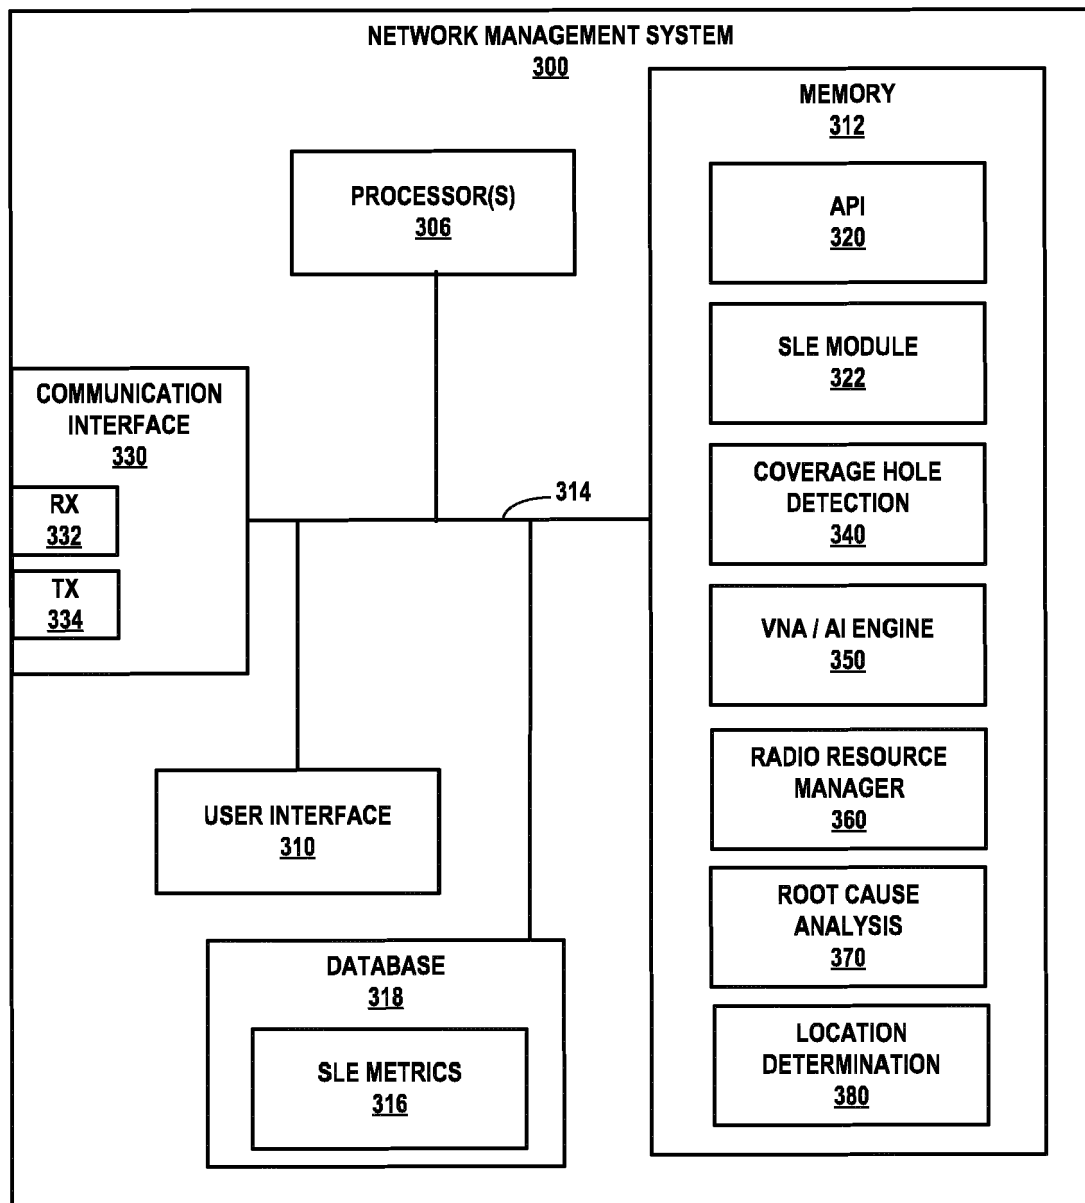 NETWORK MANAGEMENT SYSTEM
300
MEMORY
312
PROCESSOR(S)
306
API
320
SLE MODULE
322
COMMUNICATION
INTERFACE
330
RX
332
TX
334
314
COVERAGE HOLE
DETECTION
340
VNA / AI ENGINE
350
RADIO RESOURCE
MANAGER
360
USER INTERFACE
310
ROOT CAUSE
ANALYSIS
370
DATABASE
318
SLE METRICS
316
LOCATION
DETERMINATION
380